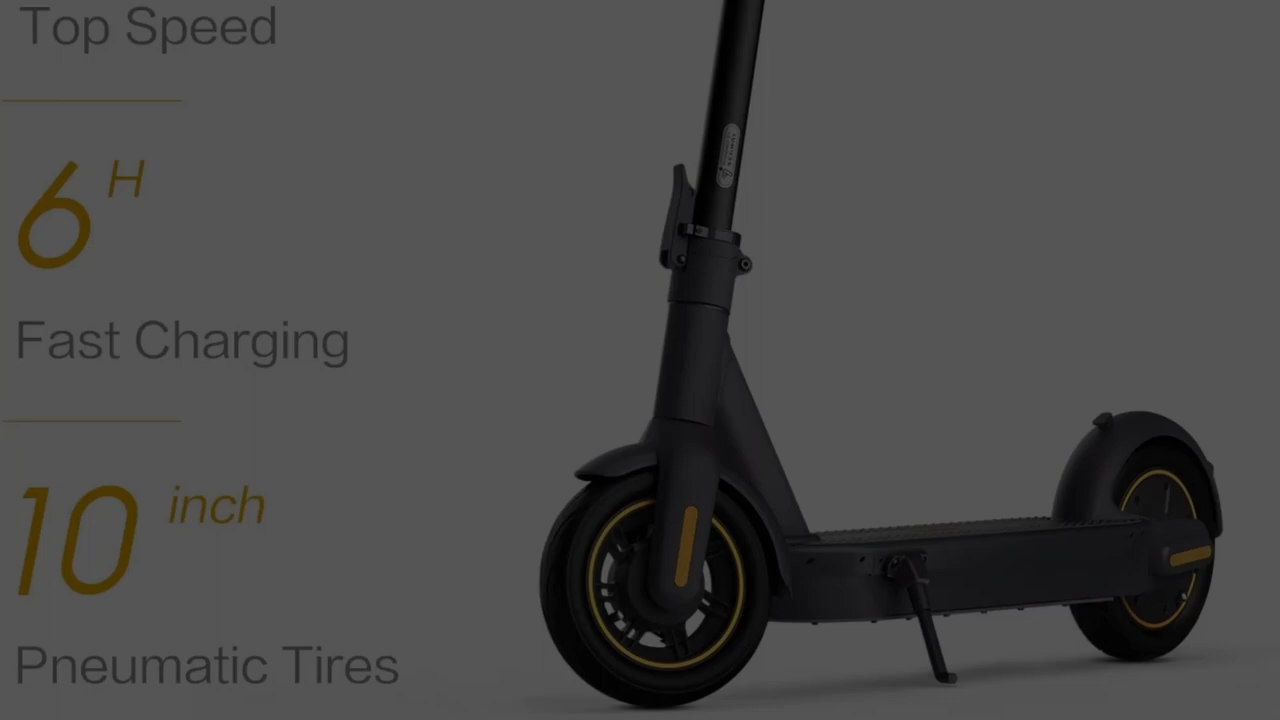 Top Speed
6 H
Fast Charging
10 inch
Pneumatic Tires